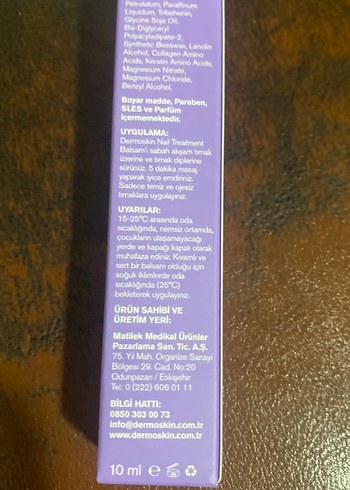 Petrolatum, Paraffinum
Liquidum, Tribehenin,
Glycine Soja Oil,
Bis-Diglyceryl
Polyacyladipate-2,
Synthetic Beeswax, Lanolin
Alcohol, Collagen Amino
Acids, Keratin Amino Acids,
Magnesium Nitrate,
Magnesium Chloride,
Benzyl Alcohol.
Boyar madde, Paraben,
SLES ve Parfüm
içermemektedir.
UYGULAMA:
Dermoskin Nail Treatment
Balsam'ı sabah akşam tırnak
üzerine ve tırnak diplerine
sürünüz. 5 dakika masaj
yaparak iyice emdiriniz.
Sadece temiz ve ojesiz
tırnaklara uygulayınız.
UYARILAR:
15-25°C arasında oda
sıcaklığında, nemsiz ortamda,
çocukların ulaşamayacağı
yerde ve kapağı kapalı olarak
muhafaza ediniz. Kıvamlı ve
sert bir balsam olduğu için
soğuk iklimlerde oda
sıcaklığında (25°C)
bekleterek uygulayınız.
ÜRÜN SAHİBİ VE
ÜRETİM YERİ:
Matilek Medikal Ürünler
Pazarlama San. Tic. A.Ş.
75. Yıl Mah. Organize Sanayi
Bölgesi 29. Cad. No:20
Odunpazarı / Eskişehir
Tel: 0 (222) 606 01 11
BİLGİ HATTI:
0850 303 00 73
info@dermoskin.com.tr
www.dermoskin.com.tr
10 ml e